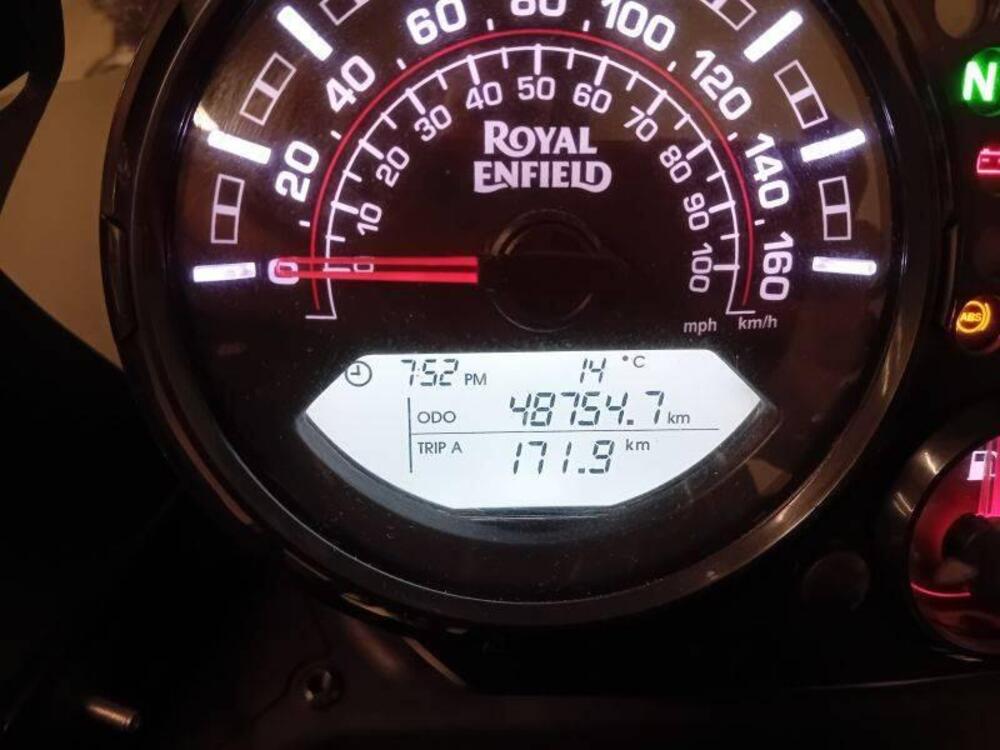 20 40 60 80 100 120 140 160
0 10 20 30 40 50 60 70 80 90 100
0
ROYAL
ENFIELD
mph km/h
7:52 PM 14 °C
ODO 48754.7 km
TRIP A 171.9 km
N
ABS